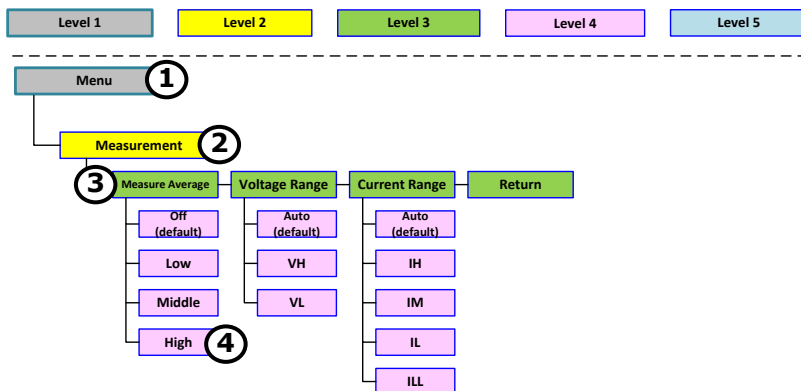 Level 1 Level 2 Level 3 Level 4 Level 5
Menu 1
Measurement 2
3 Measure Average Voltage Range Current Range Return
Off
(default)
Auto
(default)
Auto
(default)
Low VH IH
Middle VL IM
High 4 IL
ILL